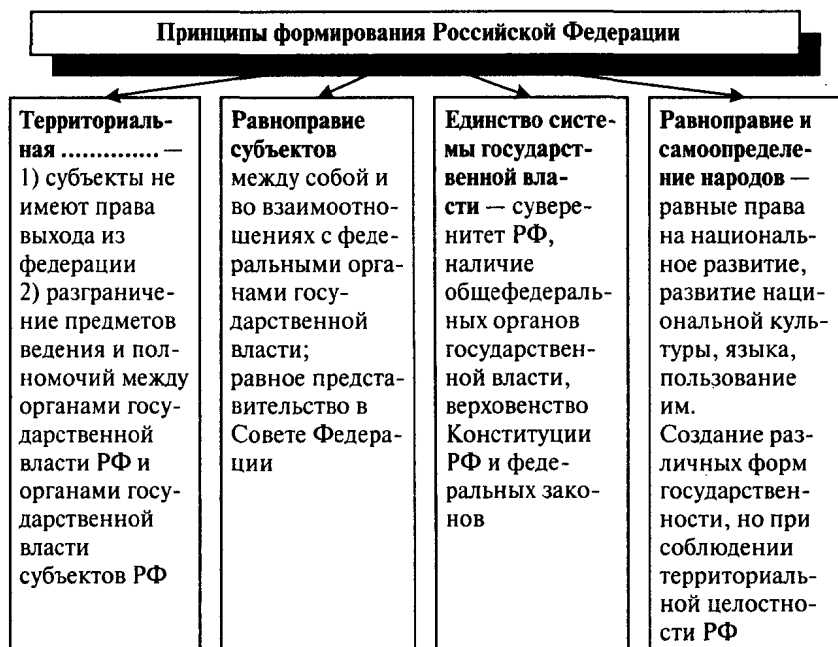 Принципы формирования Российской Федерации
Территориаль-
ная .............. —
1) субъекты не
имеют права
выхода из
федерации
2) разграниче-
ние предметов
ведения и пол-
номочий между
органами госу-
дарственной
власти РФ и
органами госу-
дарственной
власти
субъектов РФ
Равноправие
субъектов
между собой и
во взаимоотно-
шениях с феде-
ральными орга-
нами госу-
дарственной
власти;
равное предста-
вительство в
Совете Федера-
ции
Единство систе-
мы государст-
венной вла-
сти — сувере-
нитет РФ,
наличие
общефедераль-
ных органов
государствен-
ной власти,
верховенство
Конституции
РФ и феде-
ральных зако-
нов
Равноправие и
самоопределе-
ние народов —
равные права
на националь-
ное развитие,
развитие наци-
ональной куль-
туры, языка,
пользование
им.
Создание раз-
личных форм
государствен-
ности, но при
соблюдении
территориаль-
ной целостно-
сти РФ